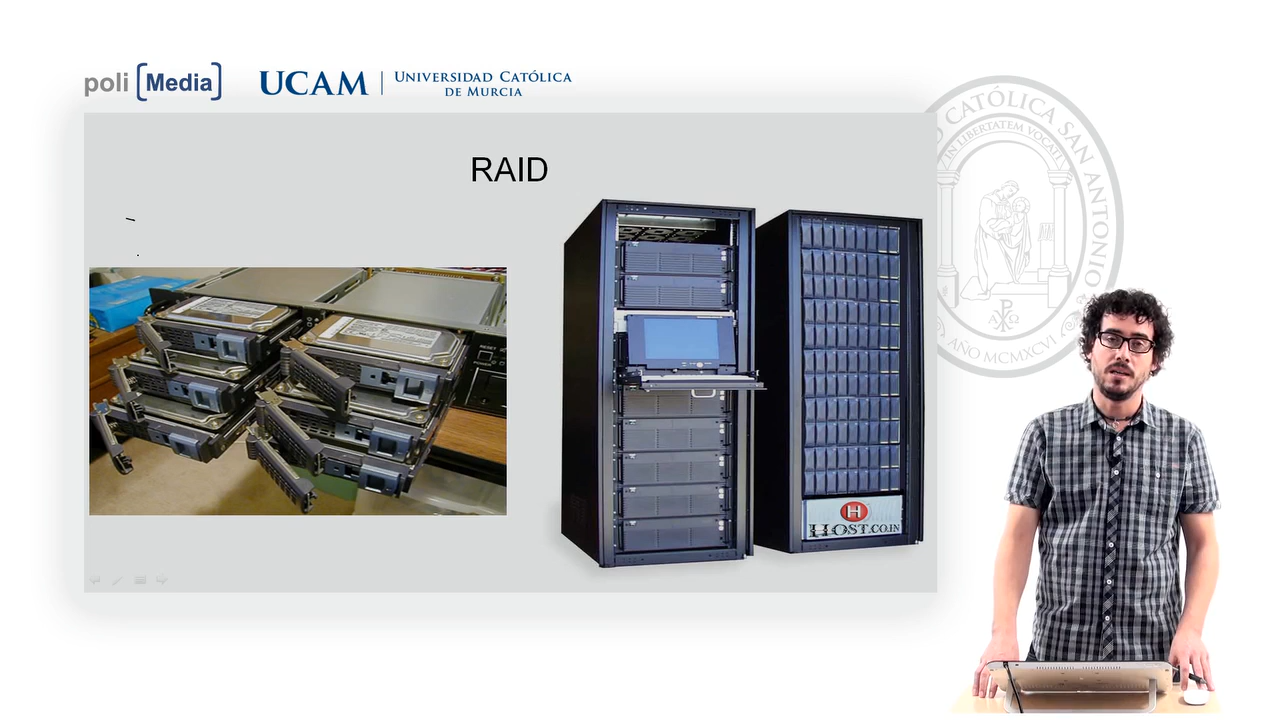 poli [Media]
UCAM
UNIVERSIDAD CATÓLICA
DE MURCIA
RAID
CATÓLICA SAN ANTONIO
IN LIBERTATEM VOCATI
AÑO MCMXCVI
RESET
H
HOST.CO.IN